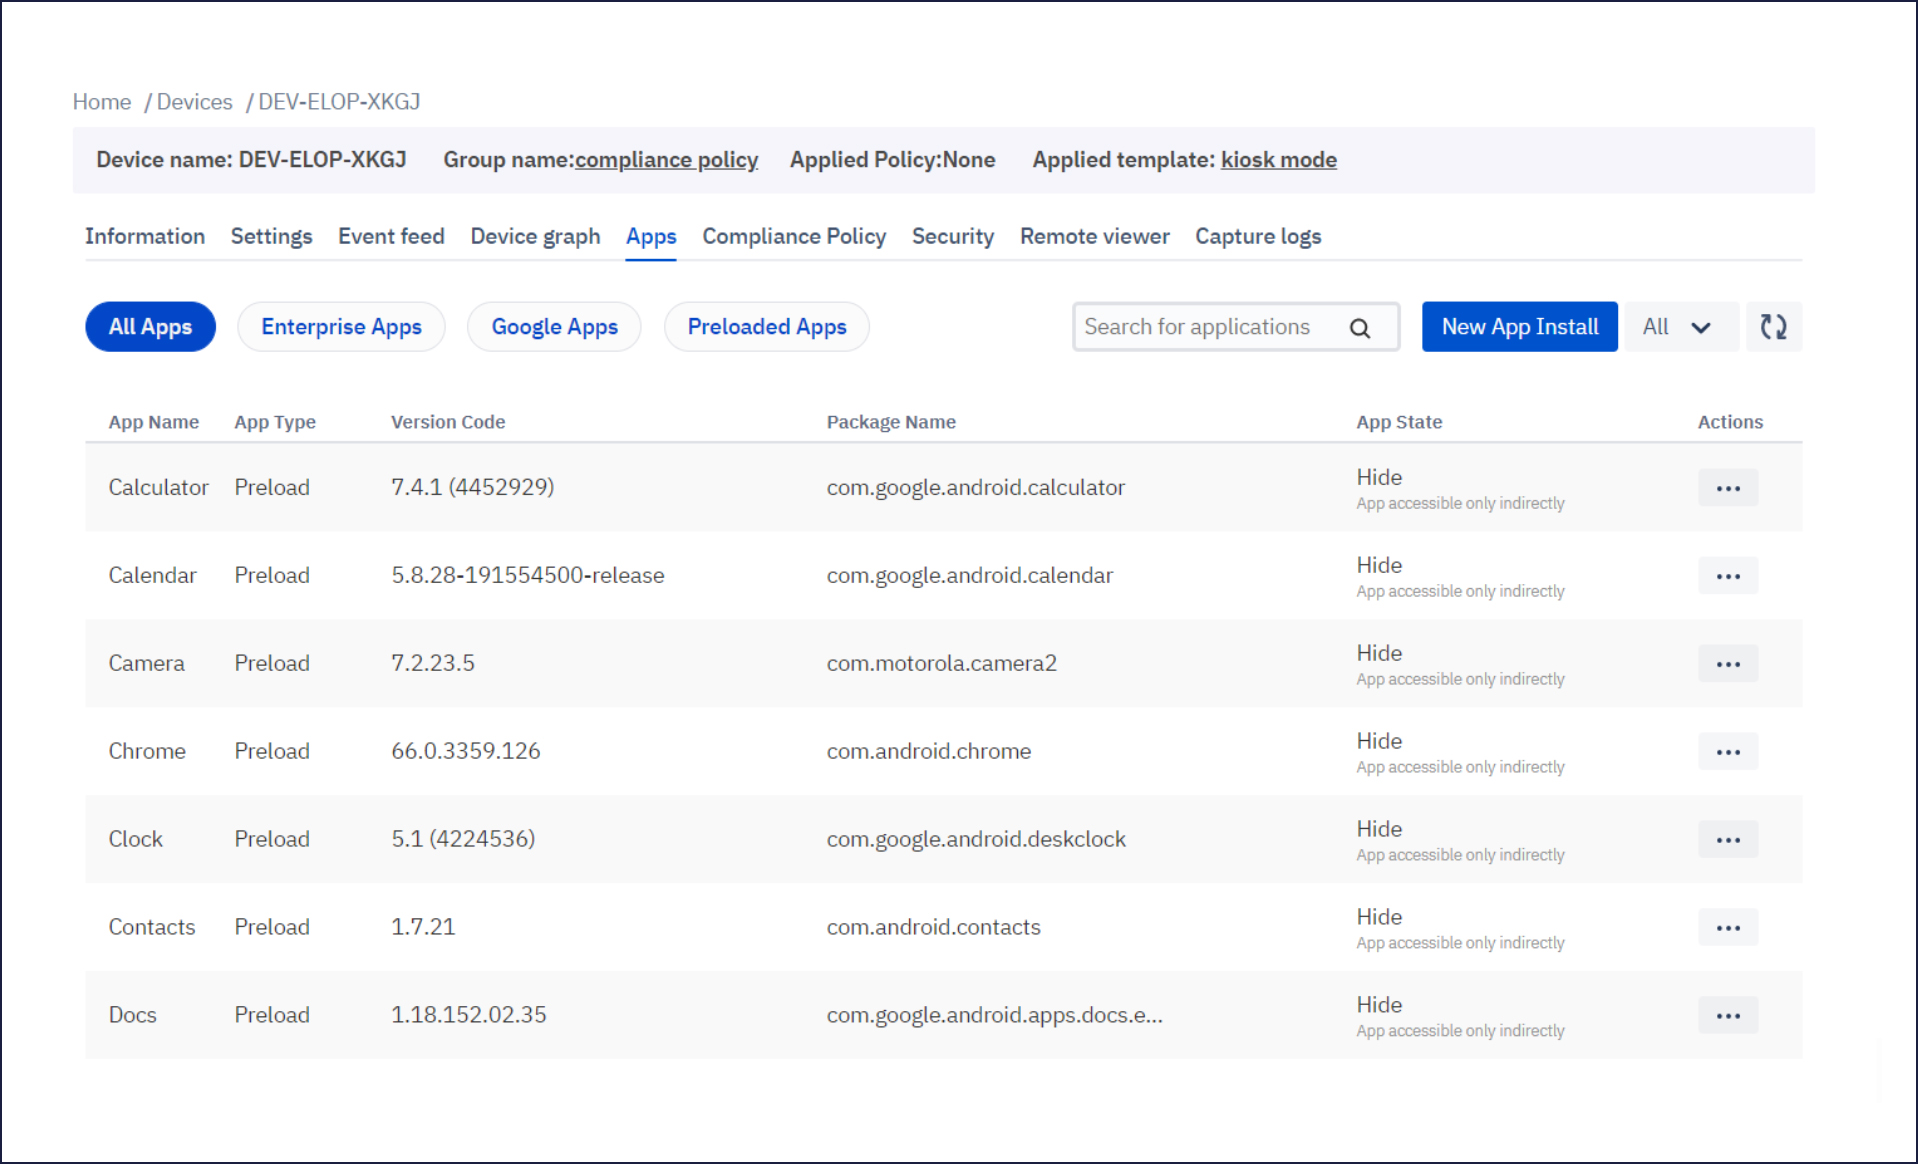 Home / Devices / DEV-ELOP-XKGJ
Device name: DEV-ELOP-XKGJ Group name:compliance policy Applied Policy:None Applied template: kiosk mode
Information Settings Event feed Device graph Apps Compliance Policy Security Remote viewer Capture logs
All Apps Enterprise Apps Google Apps Preloaded Apps Search for applications New App Install All
App Name App Type Version Code Package Name App State Actions
Calculator Preload 7.4.1 (4452929) com.google.android.calculator Hide
App accessible only indirectly
Calendar Preload 5.8.28-191554500-release com.google.android.calendar Hide
App accessible only indirectly
Camera Preload 7.2.23.5 com.motorola.camera2 Hide
App accessible only indirectly
Chrome Preload 66.0.3359.126 com.android.chrome Hide
App accessible only indirectly
Clock Preload 5.1 (4224536) com.google.android.deskclock Hide
App accessible only indirectly
Contacts Preload 1.7.21 com.android.contacts Hide
App accessible only indirectly
Docs Preload 1.18.152.02.35 com.google.android.apps.docs.e... Hide
App accessible only indirectly